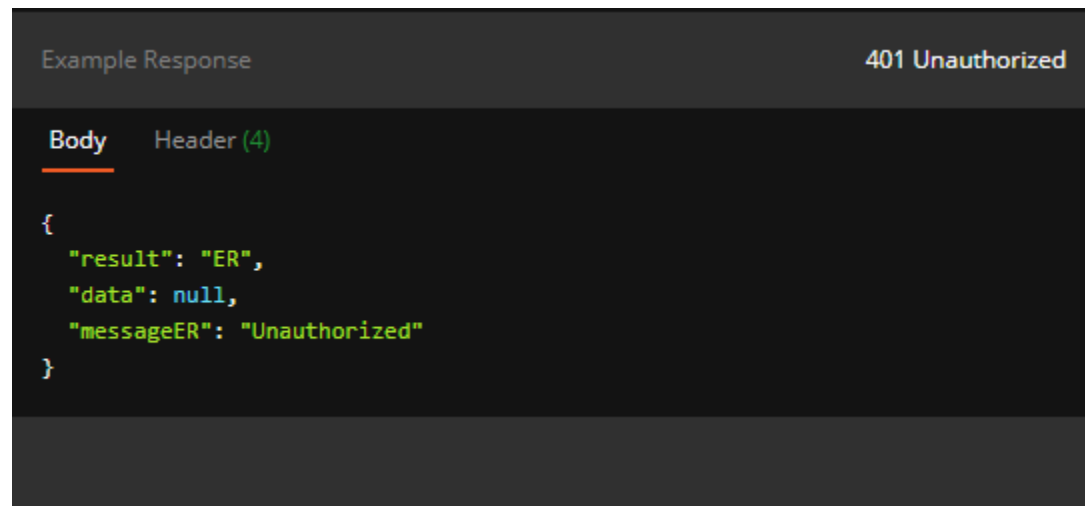 Example Response 401 Unauthorized
Body Header (4)
{
"result": "ER",
"data": null,
"messageER": "Unauthorized"
}